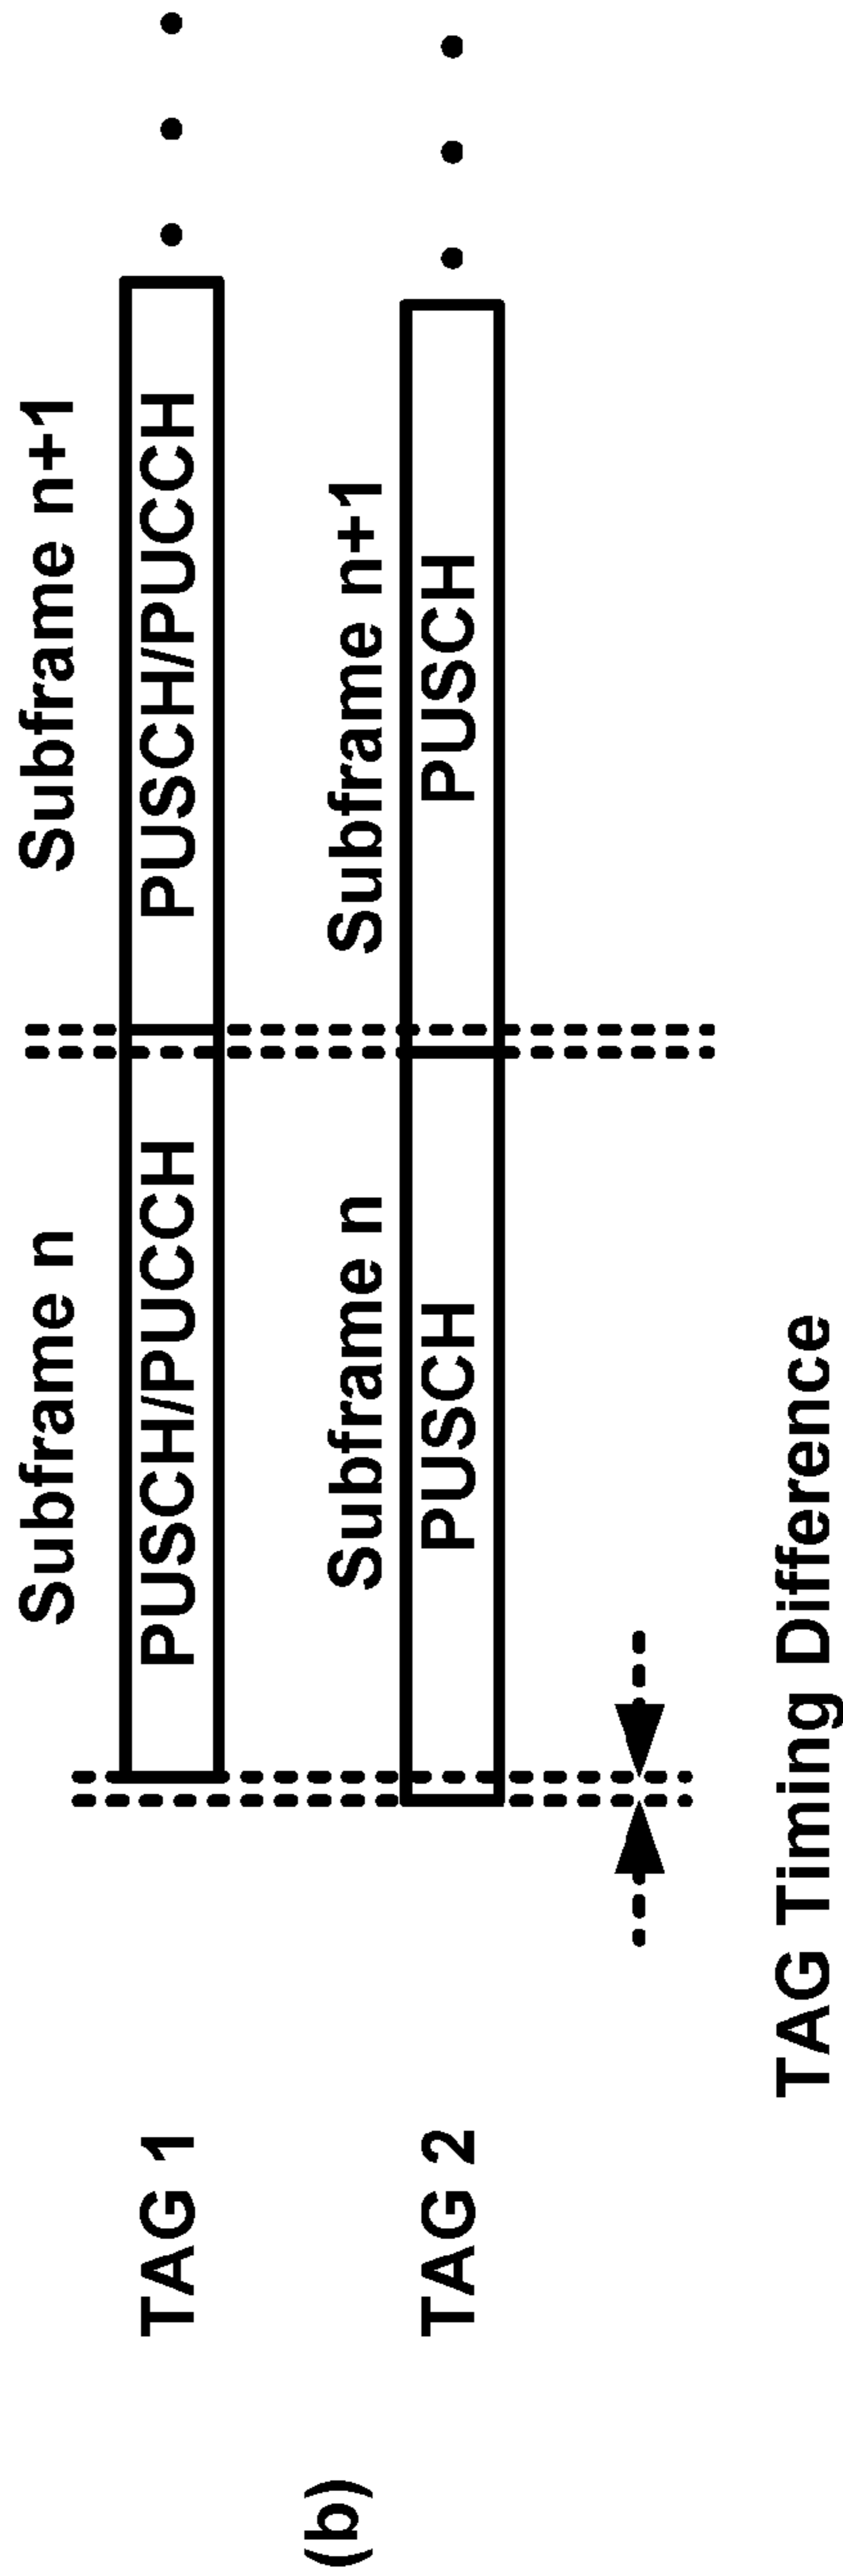 Subframe n
Subframe n+1
TAG 1
PUSCH/PUCCH
PUSCH/PUCCH
(b)
Subframe n
Subframe n+1
TAG 2
PUSCH
PUSCH
TAG Timing Difference